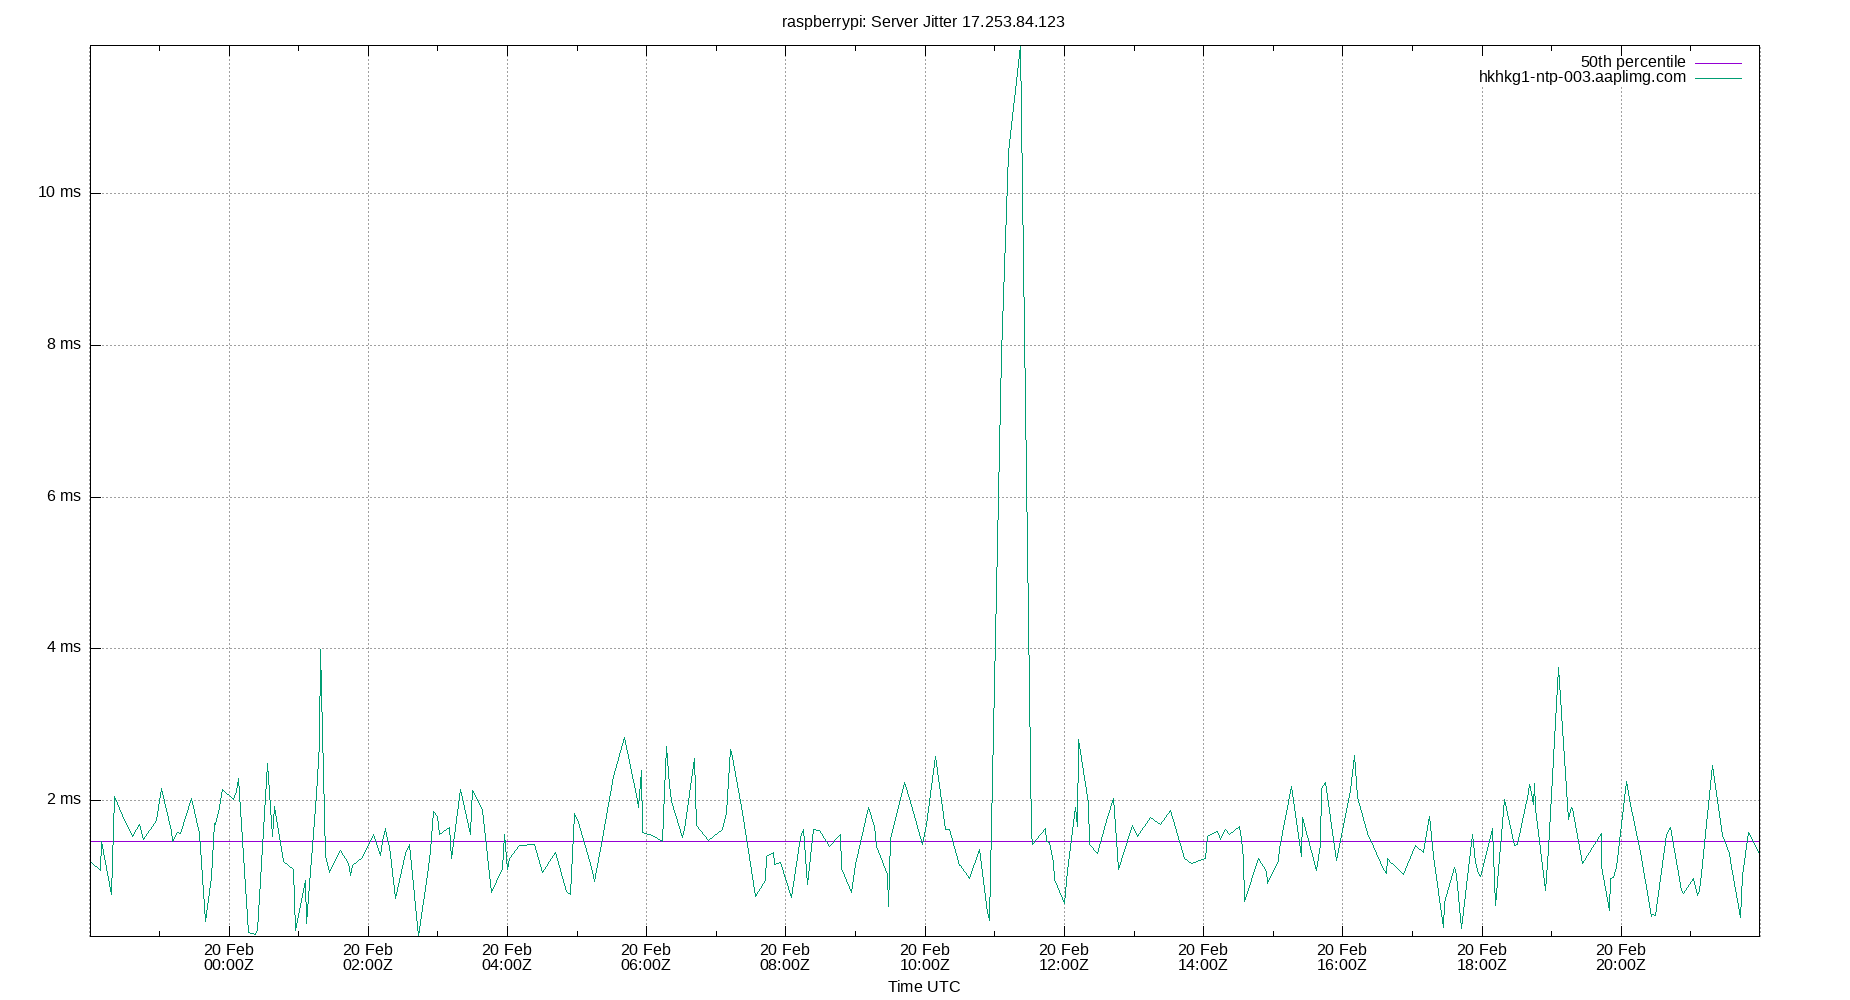 raspberrypi: Server Jitter 17.253.84.123
50th percentile
hkhkg1-ntp-003.aaplimg.com
10 ms
8 ms
6 ms
4 ms
2 ms
20 Feb 20 Feb 20 Feb 20 Feb 20 Feb 20 Feb 20 Feb 20 Feb 20 Feb 20 Feb 20 Feb
00:00Z 02:00Z 04:00Z 06:00Z 08:00Z 10:00Z 12:00Z 14:00Z 16:00Z 18:00Z 20:00Z
Time UTC